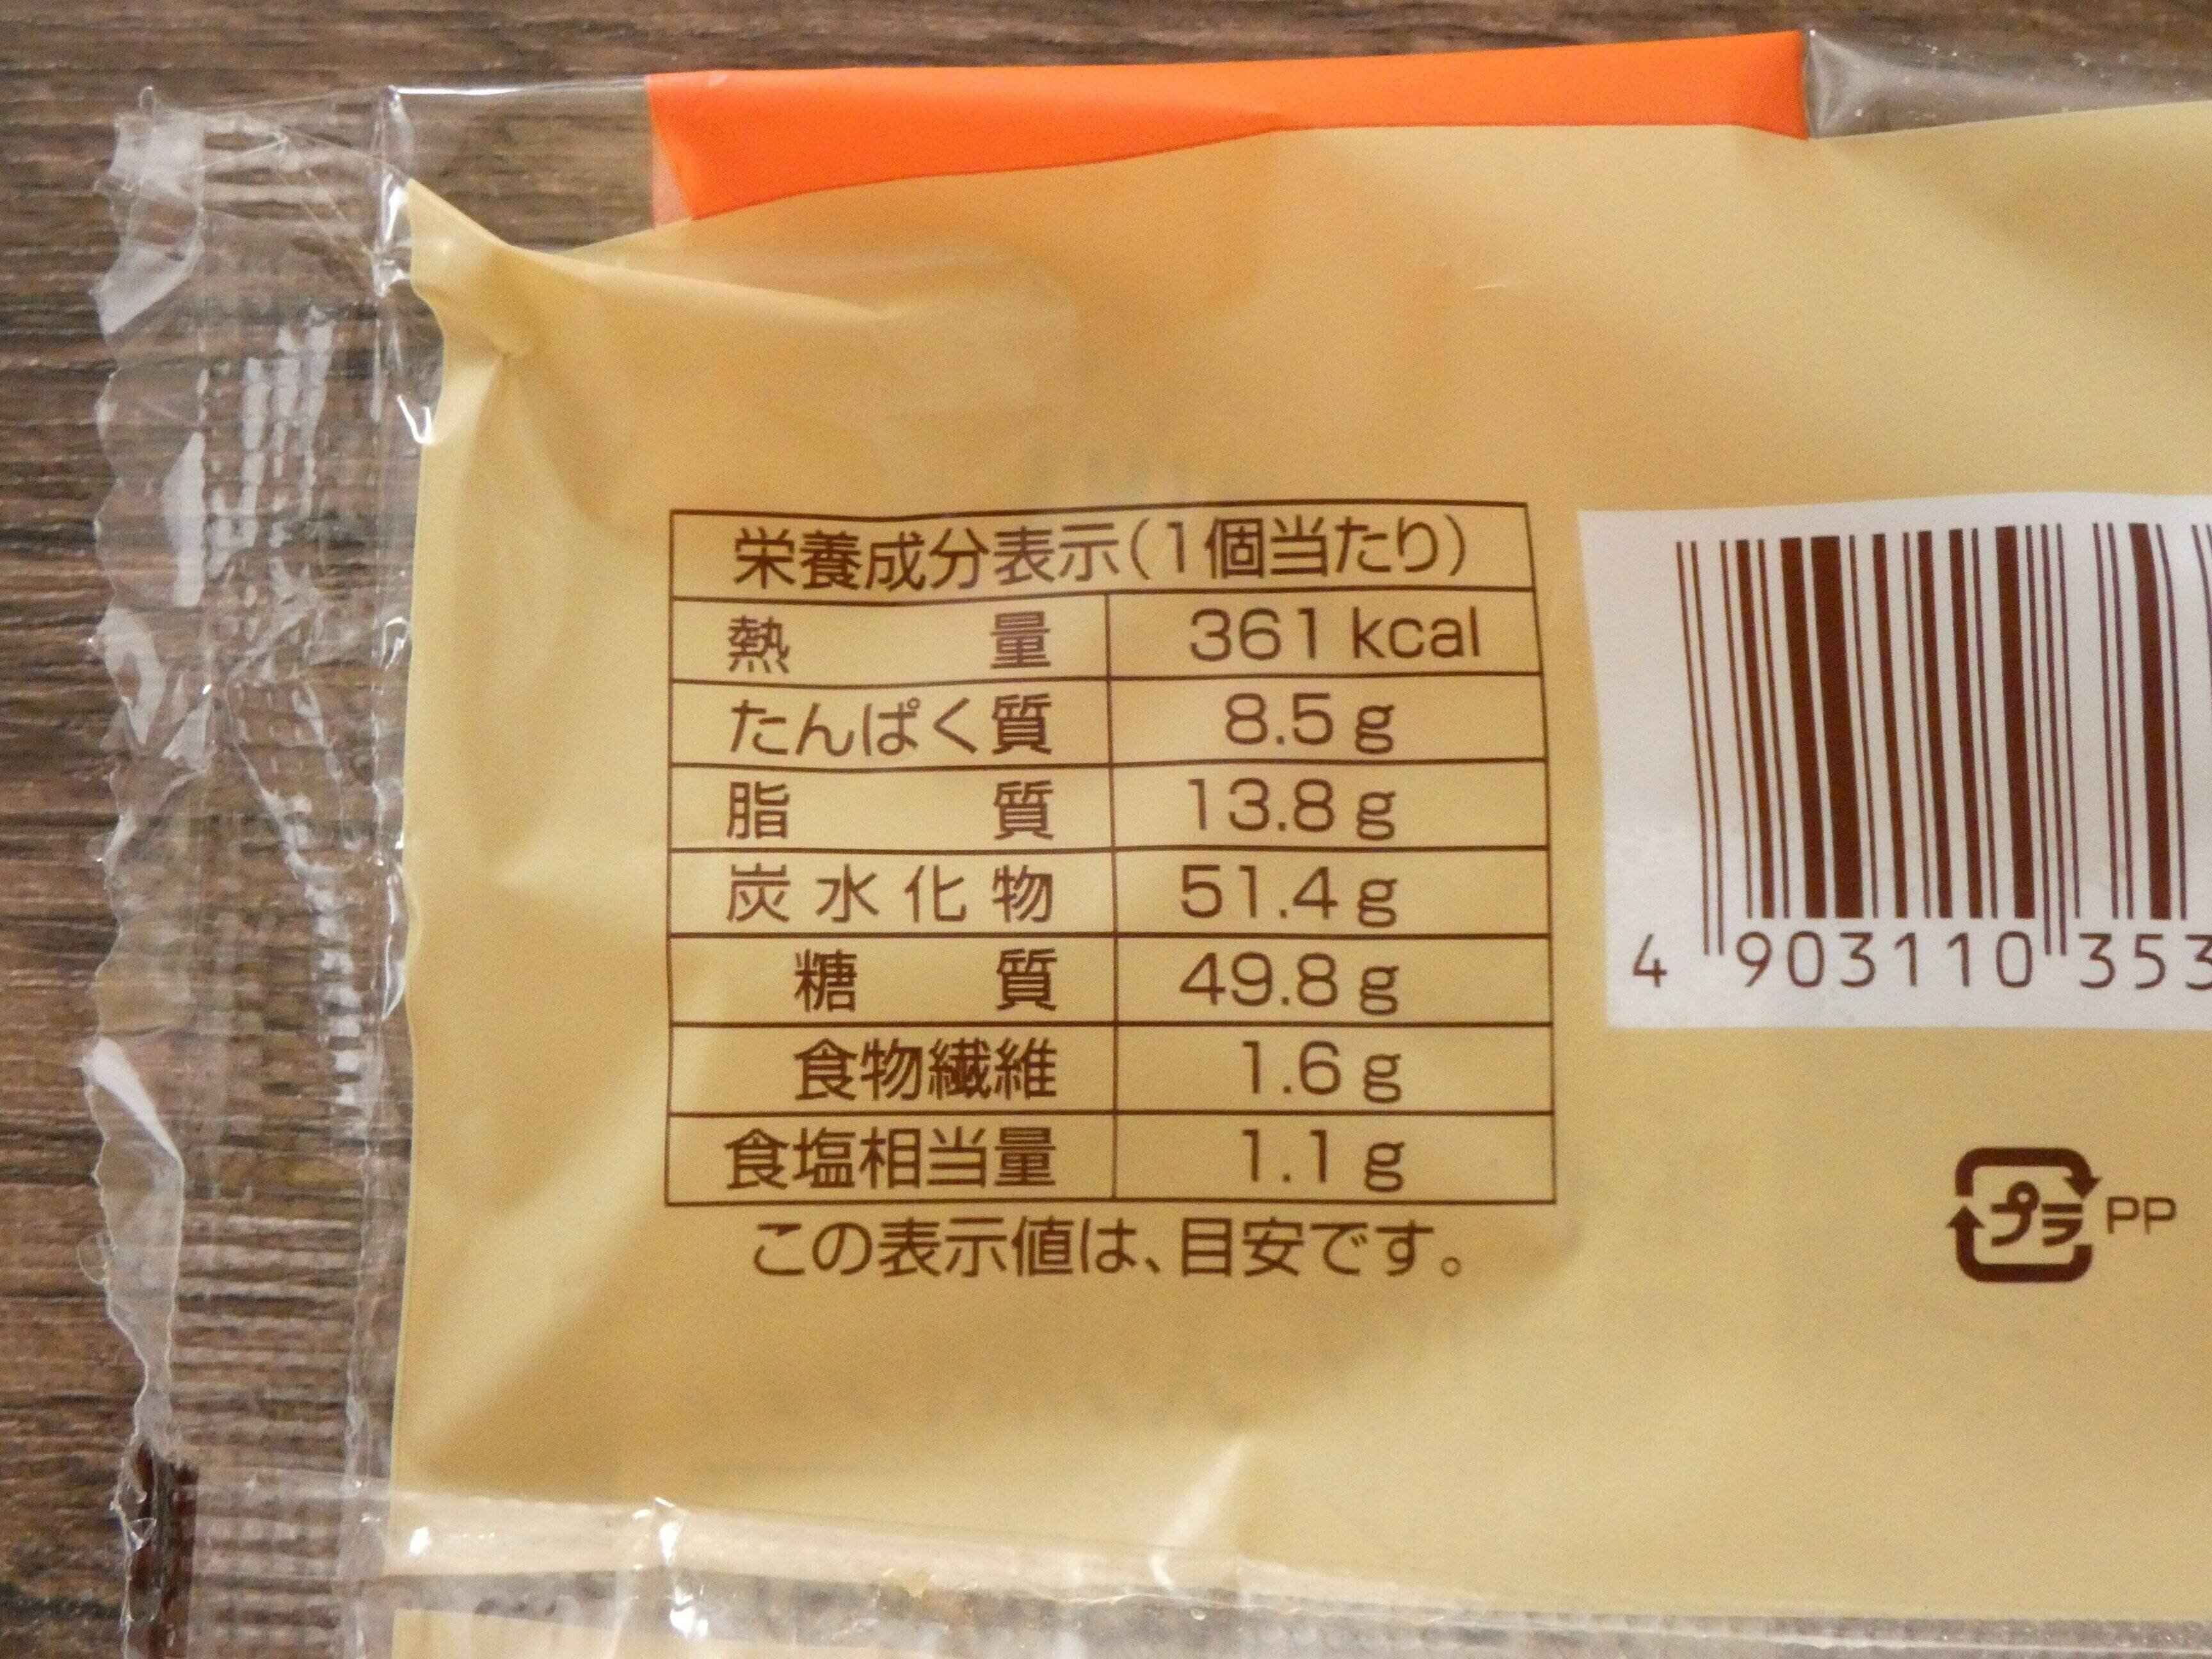 栄養成分表示(1個当たり)
熱量 361 kcal
たんぱく質 8.5 g
脂質 13.8 g
炭水化物 51.4 g
糖質 49.8 g
食物繊維 1.6 g
食塩相当量 1.1 g
この表示値は、目安です。
4 903110 353
プラ PP